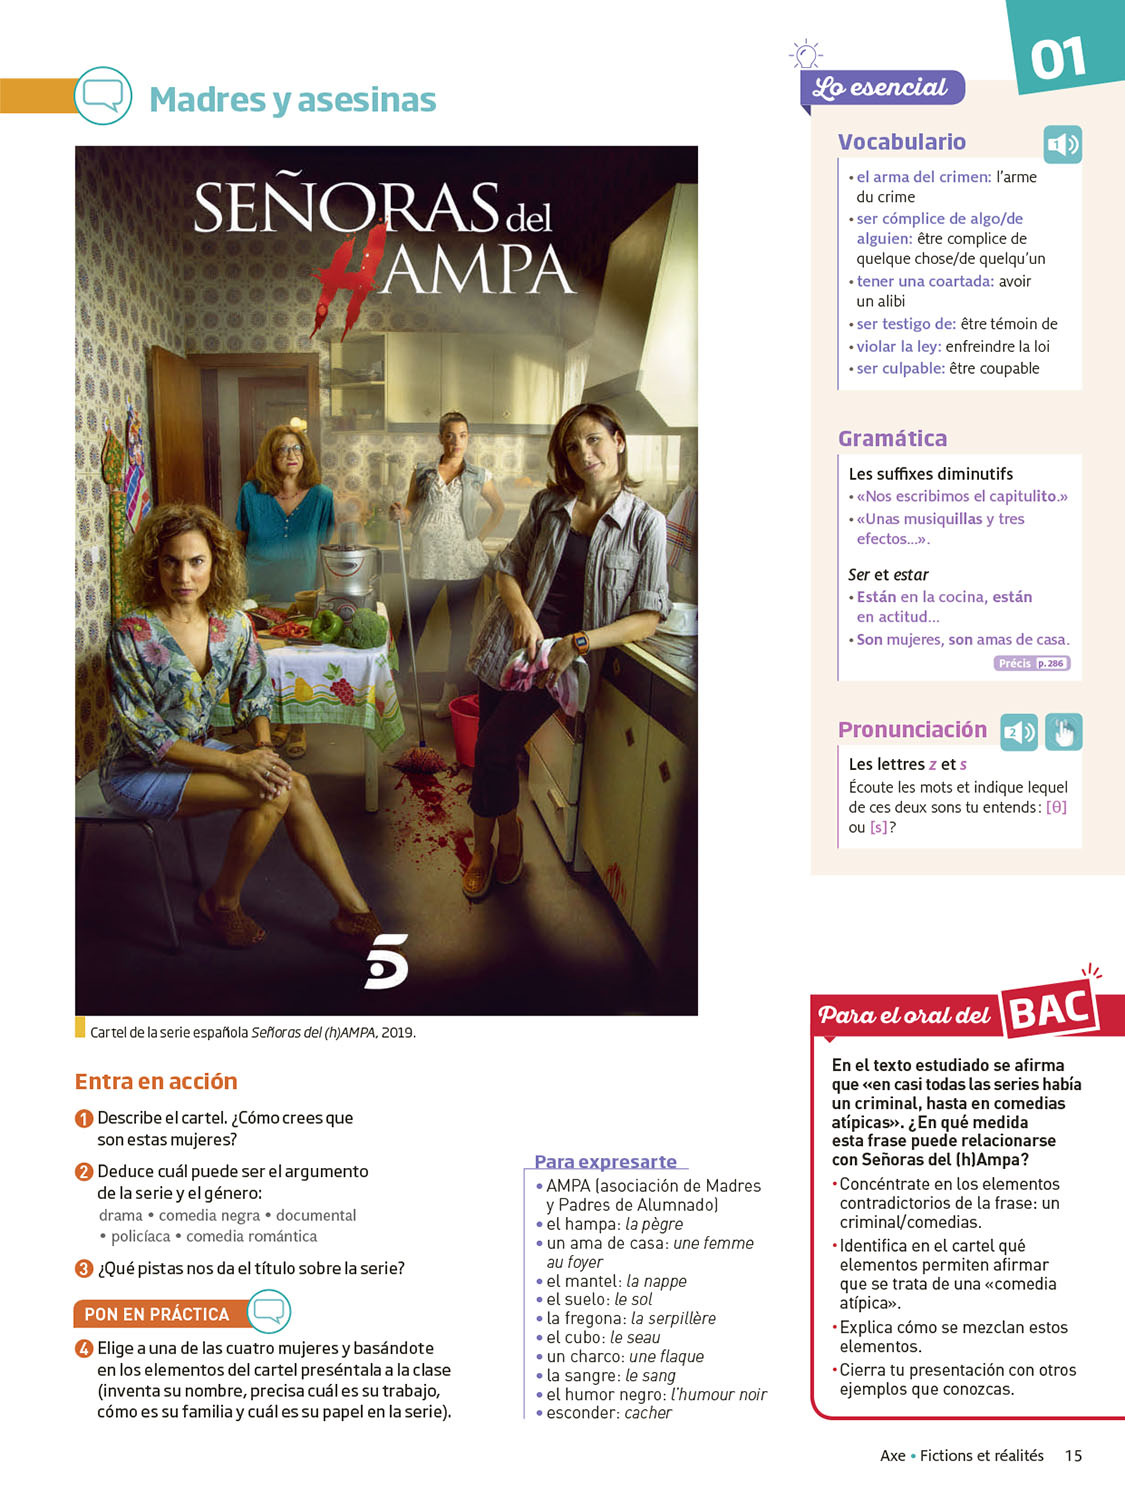 01
Madres y asesinas
SEÑORAS del
HAMPA
5
Cartel de la serie española Señoras del (h)AMPA, 2019.
Entra en acción
1 Describe el cartel. ¿Cómo crees que
son estas mujeres?
2 Deduce cuál puede ser el argumento
de la serie y el género:
drama • comedia negra • documental
• policíaca • comedia romántica
3 ¿Qué pistas nos da el título sobre la serie?
PON EN PRÁCTICA
4 Elige a una de las cuatro mujeres y basándote
en los elementos del cartel preséntala a la clase
(inventa su nombre, precisa cuál es su trabajo,
cómo es su familia y cuál es su papel en la serie).
Para expresarte
• AMPA (asociación de Madres
y Padres de Alumnado)
• el hampa: la pègre
• un ama de casa: une femme
au foyer
• el mantel: la nappe
• el suelo: le sol
• la fregona: la serpillère
• el cubo: le seau
• un charco: une flaque
• la sangre: le sang
• el humor negro: l'humour noir
• esconder: cacher
Lo esencial
Vocabulario
1
• el arma del crimen: l'arme
du crime
• ser cómplice de algo/de
alguien: être complice de
quelque chose/de quelqu'un
• tener una coartada: avoir
un alibi
• ser testigo de: être témoin de
• violar la ley: enfreindre la loi
• ser culpable: être coupable
Gramática
Les suffixes diminutifs
• «Nos escribimos el capitulito.»
• «Unas musiquillas y tres
efectos...».
Ser et estar
• Están en la cocina, están
en actitud...
• Son mujeres, son amas de casa.
Précis p. 286
Pronunciación
2
Les lettres z et s
Écoute les mots et indique lequel
de ces deux sons tu entends : [θ]
ou [s] ?
Para el oral del BAC
En el texto estudiado se afirma
que «en casi todas las series había
un criminal, hasta en comedias
atípicas». ¿En qué medida
esta frase puede relacionarse
con Señoras del (h)Ampa?
• Concéntrate en los elementos
contradictorios de la frase: un
criminal/comedias.
• Identifica en el cartel qué
elementos permiten afirmar
que se trata de una «comedia
atípica».
• Explica cómo se mezclan estos
elementos.
• Cierra tu presentación con otros
ejemplos que conozcas.
Axe • Fictions et réalités 15